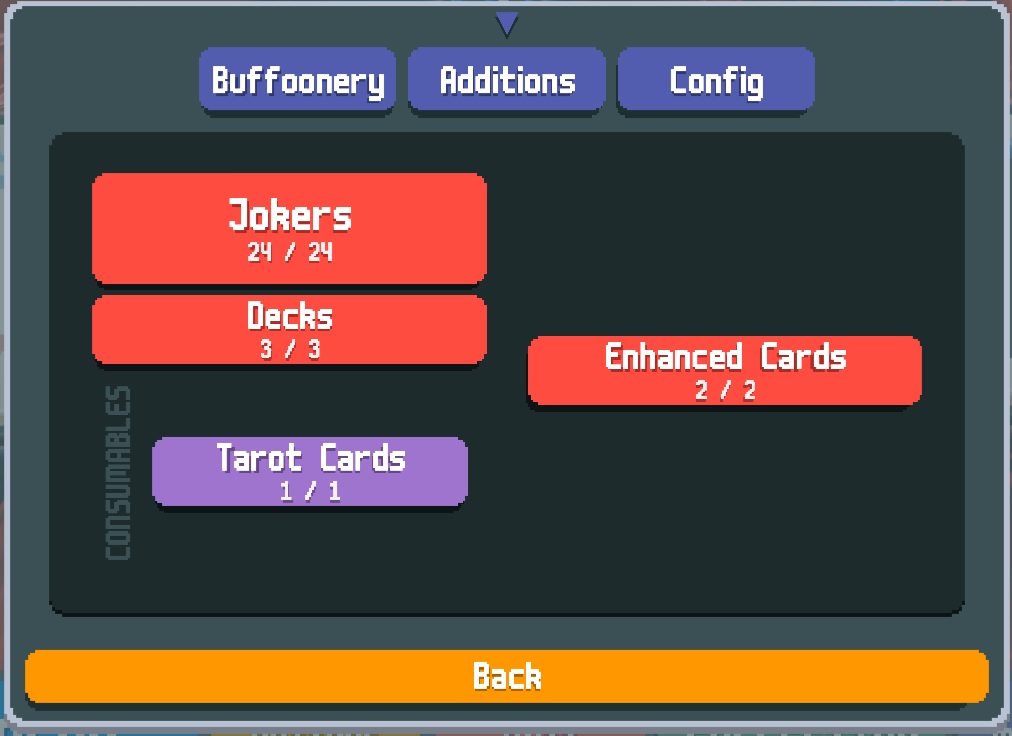 Buffoonery
Additions
Config
Jokers
24 / 24
Decks
3 / 3
Enhanced Cards
2 / 2
CONSUMABLES
Tarot Cards
1 / 1
Back